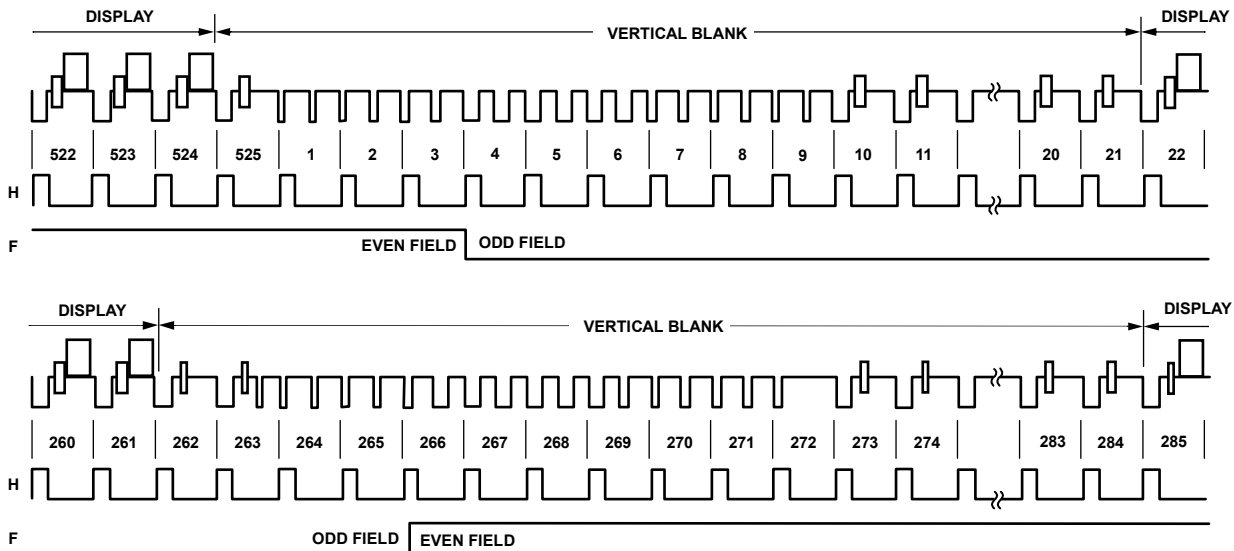 DISPLAY VERTICAL BLANK DISPLAY
522 523 524 525 1 2 3 4 5 6 7 8 9 10 11 20 21 22
H
F EVEN FIELD ODD FIELD
DISPLAY VERTICAL BLANK DISPLAY
260 261 262 263 264 265 266 267 268 269 270 271 272 273 274 283 284 285
H
F ODD FIELD EVEN FIELD